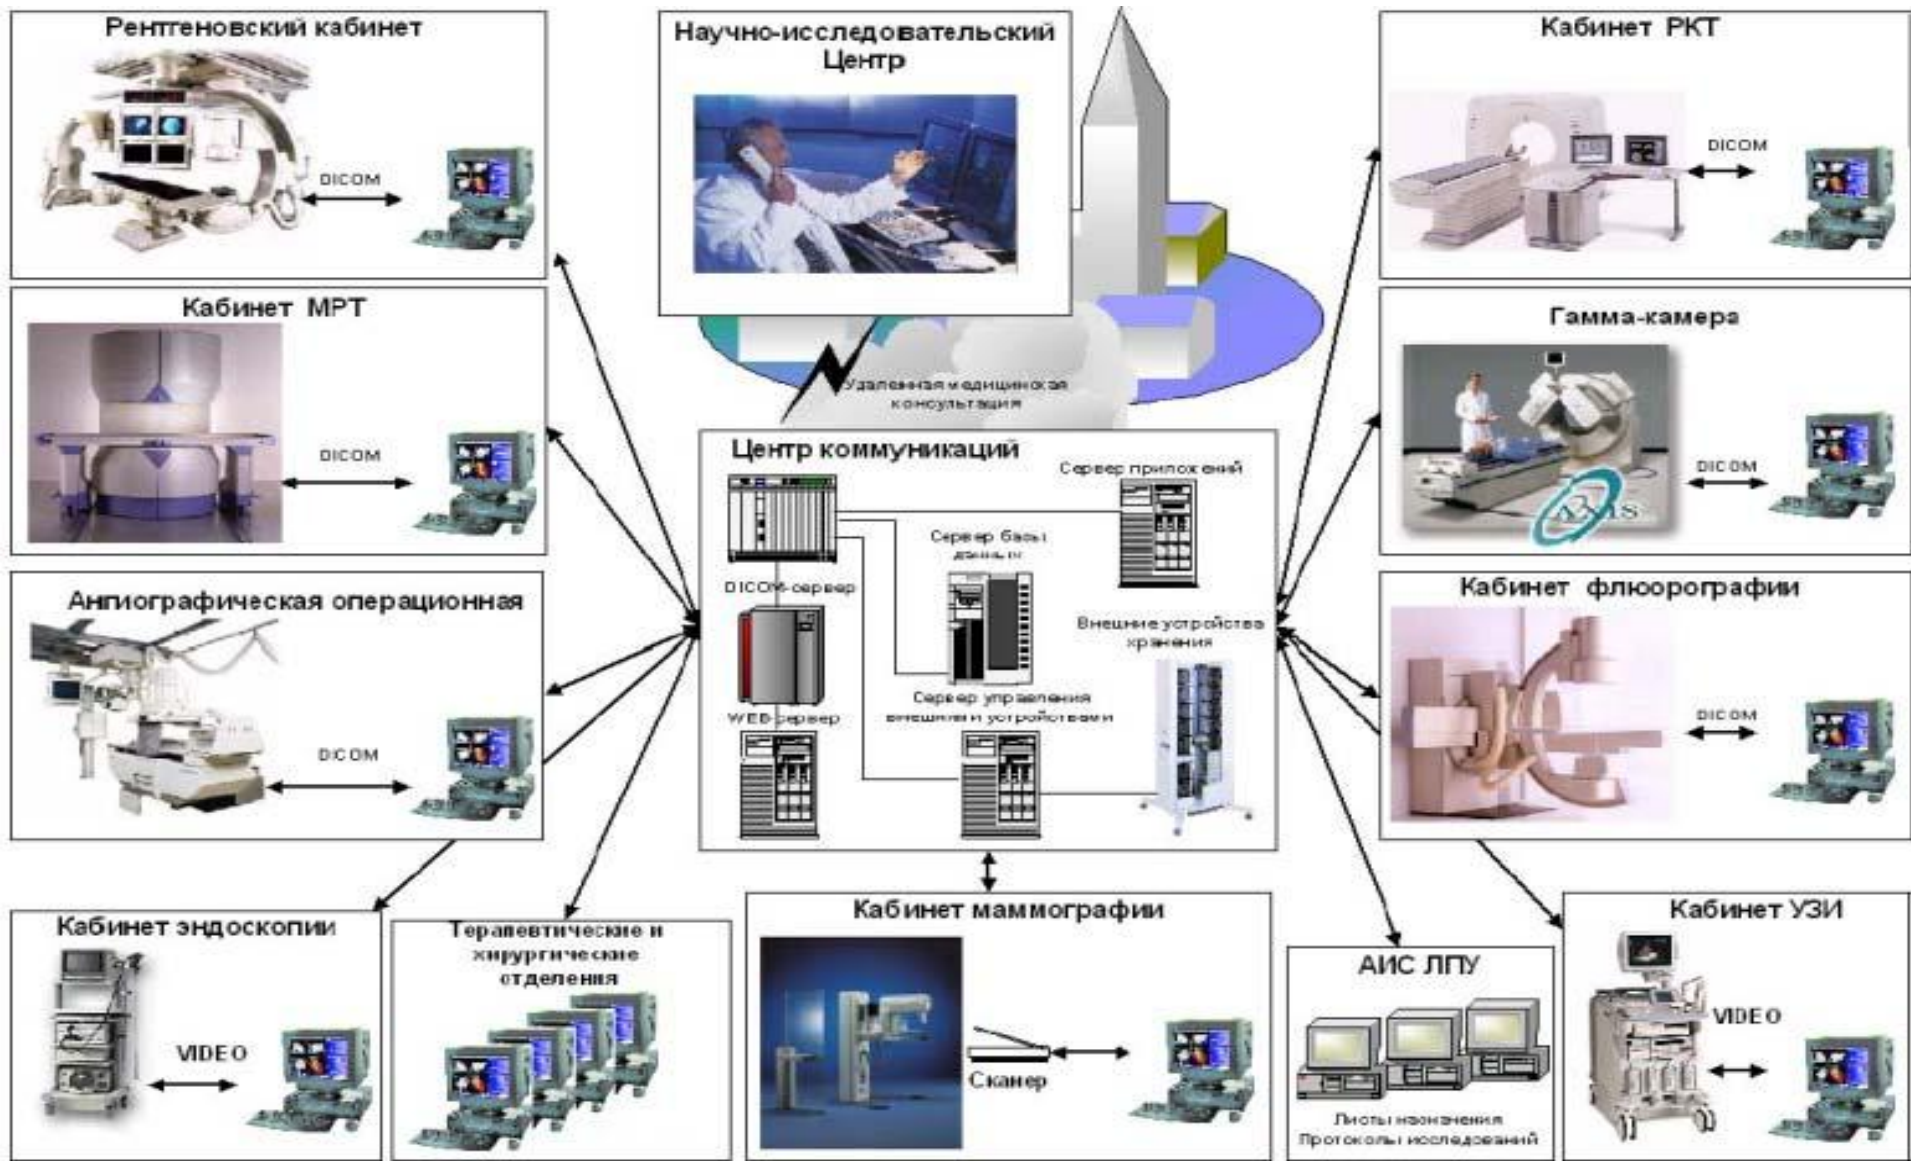 Рентгеновский кабинет
DICOM
Научно-исследовательский
Центр
Кабинет РКТ
DICOM
Кабинет МРТ
DICOM
Удаленная медицинская
консультация
Гамма-камера
DICOM
AXIS
Центр коммуникаций
Сервер приложений
Сервер базы
данных
DICOM-сервер
Внешние устройства
хранения
WEB-сервер
Сервер управления
внешними устройствами
Ангиографическая операционная
DICOM
Кабинет флюорографии
DICOM
Кабинет эндоскопии
VIDEO
Терапевтические и
хирургические
отделения
Кабинет маммографии
Сканер
АИС ЛПУ
Листы назначения
Протоколы исследований
Кабинет УЗИ
VIDEO